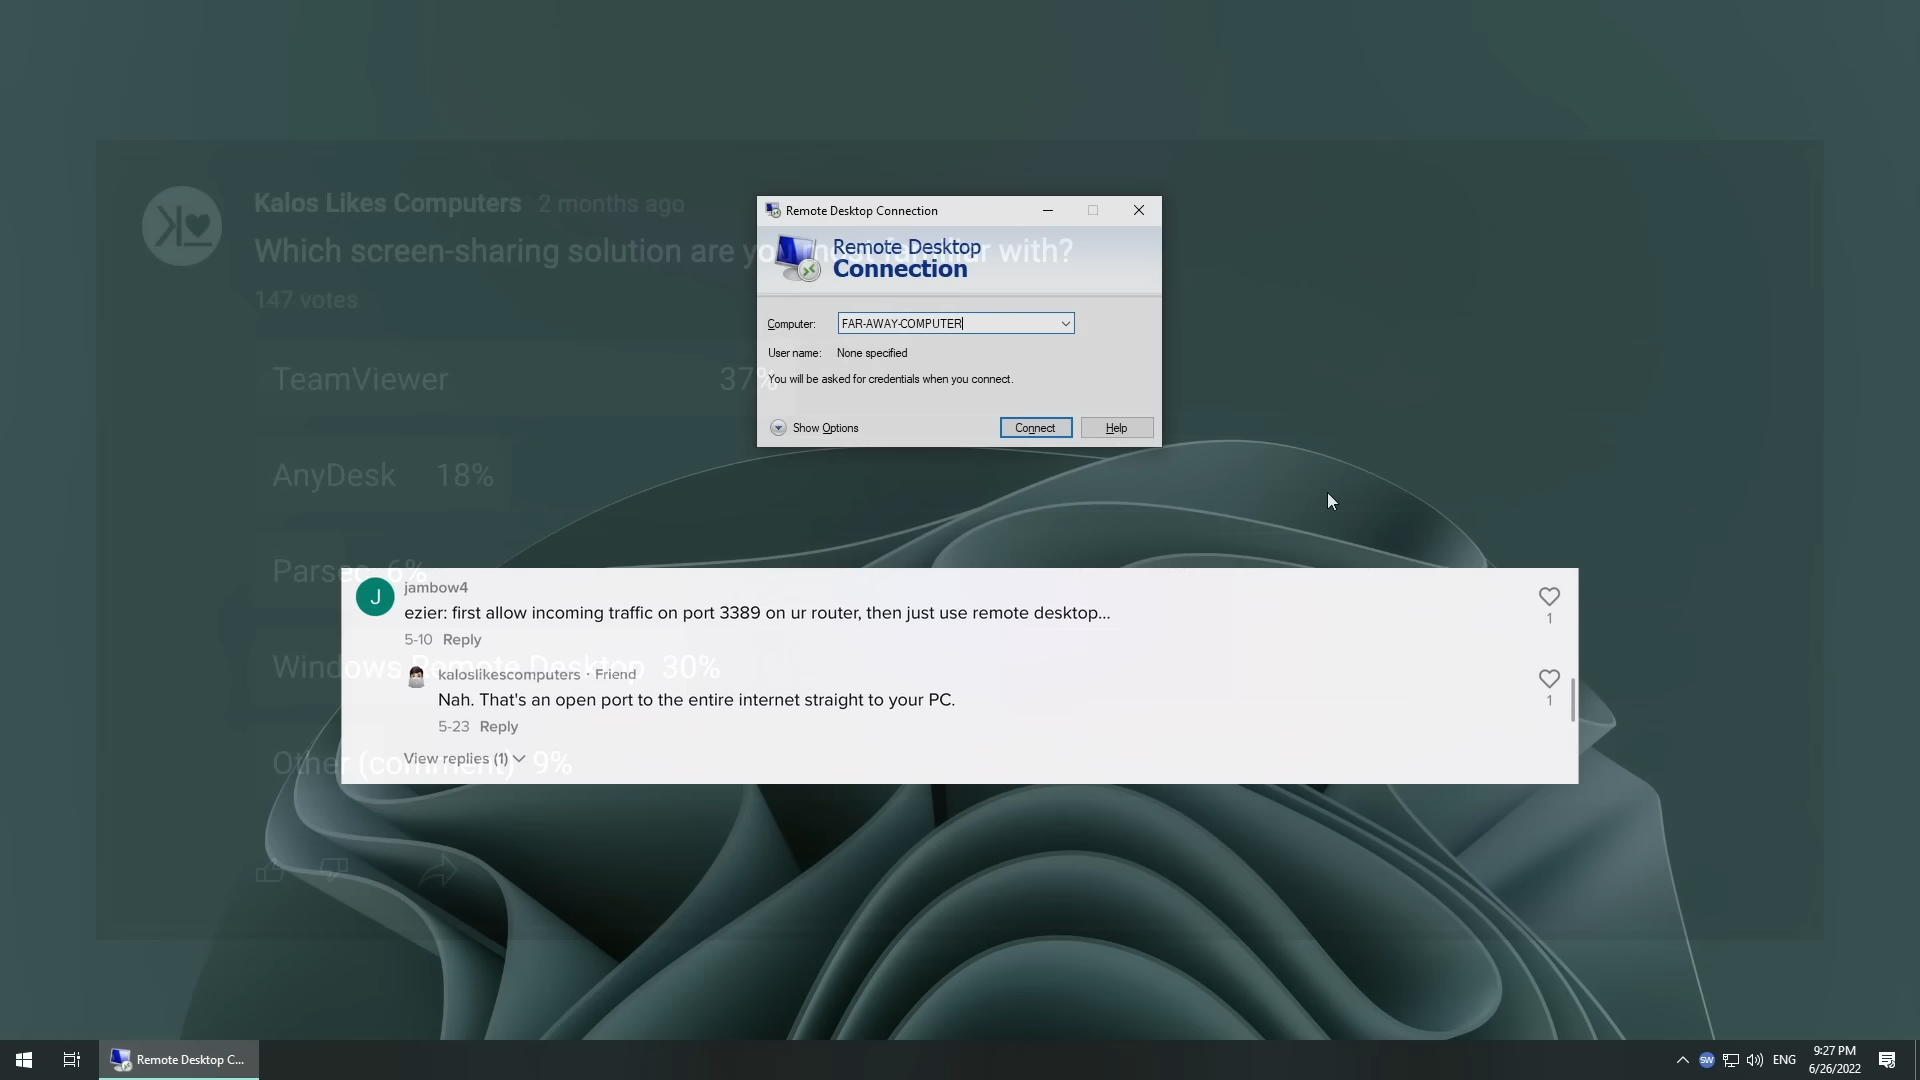 Kalos Likes Computers 2 months ago
Which screen-sharing solution are you most familiar with?
147 votes
TeamViewer 37%
AnyDesk 18%
Parsec 6%
Windows Remote Desktop 30%
Other (comment) 9%
Remote Desktop Connection
Remote Desktop
Connection
Computer: FAR-AWAY-COMPUTER
User name: None specified
You will be asked for credentials when you connect.
Show Options Connect Help
J
jambow4
ezier: first allow incoming traffic on port 3389 on ur router, then just use remote desktop...
1
5-10 Reply
kaloslikescomputers · Friend
Nah. That's an open port to the entire internet straight to your PC.
1
5-23 Reply
View replies (1)
Remote Desktop C...
SW
ENG
9:27 PM
6/26/2022